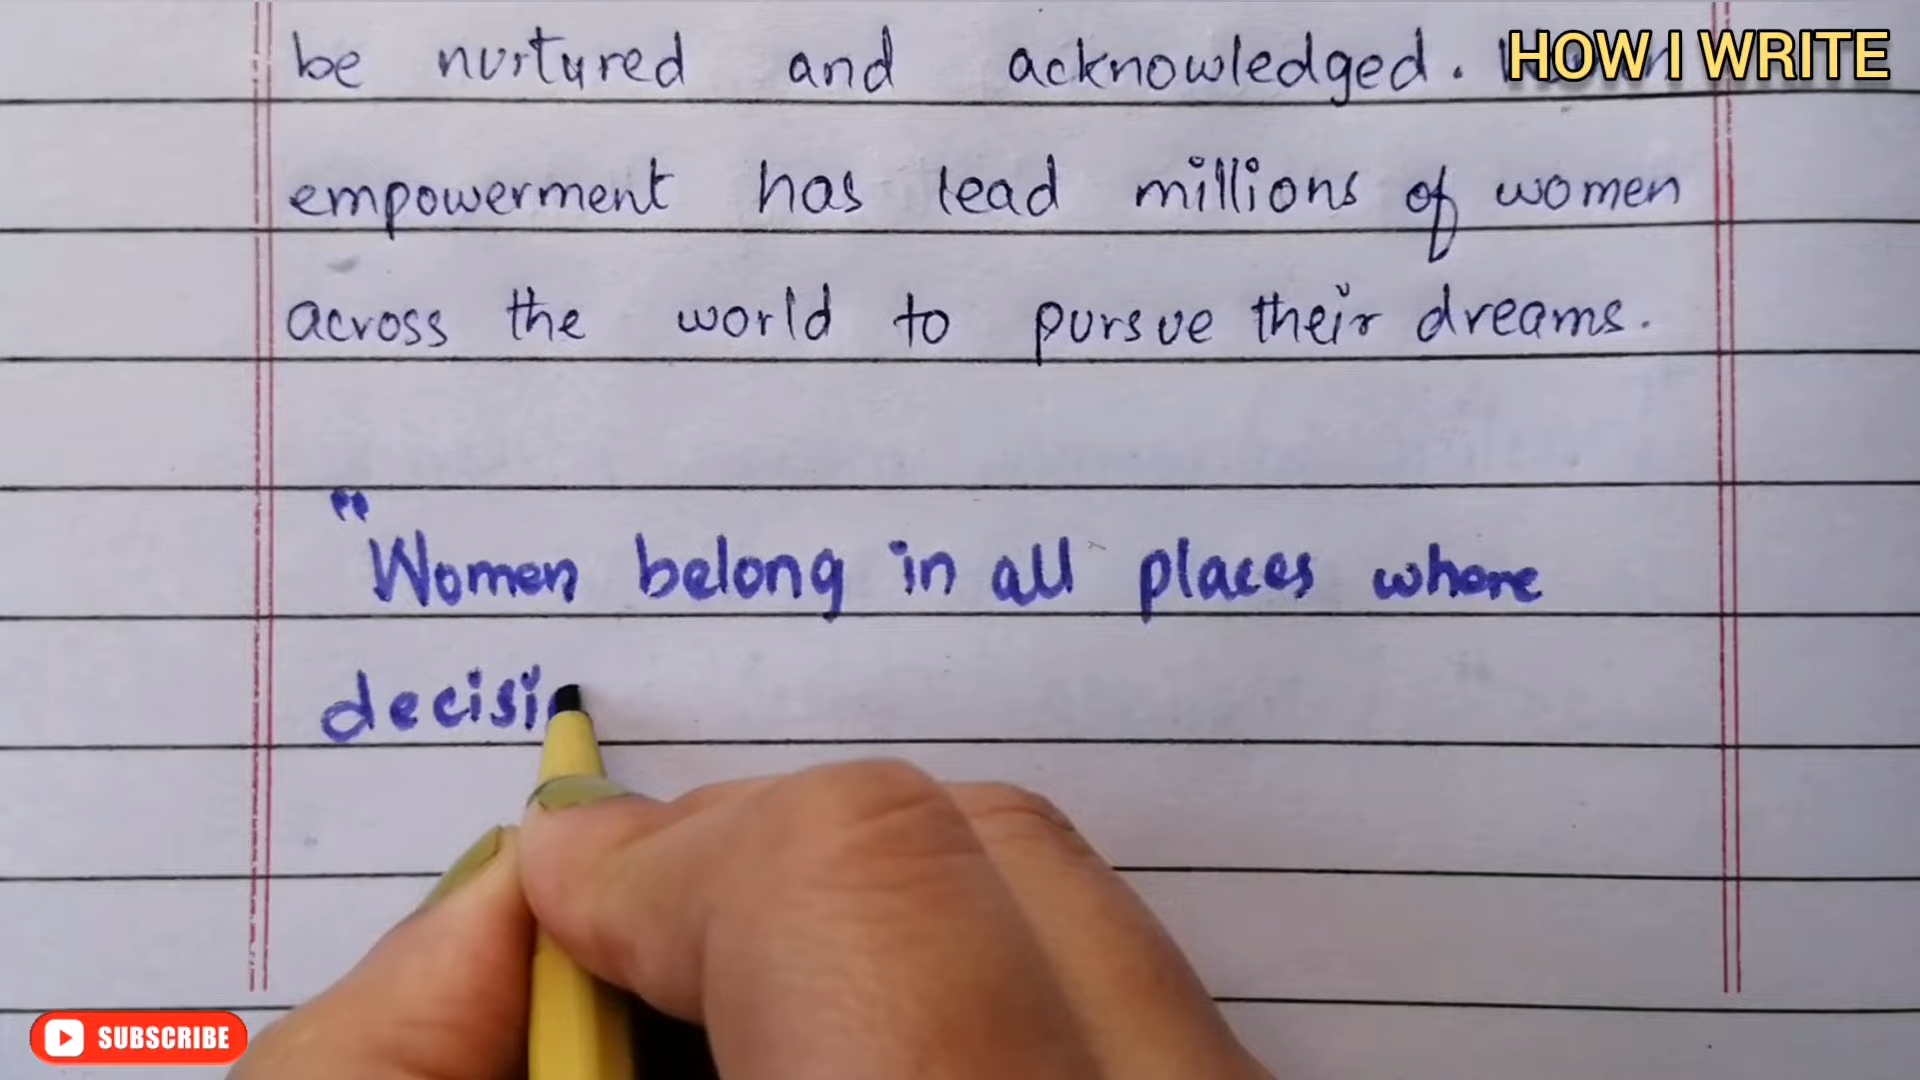 be nurtured and acknowledged.
HOW I WRITE
empowerment has lead millions of women
across the world to pursue their dreams.
"Women belong in all places where
decisi
SUBSCRIBE